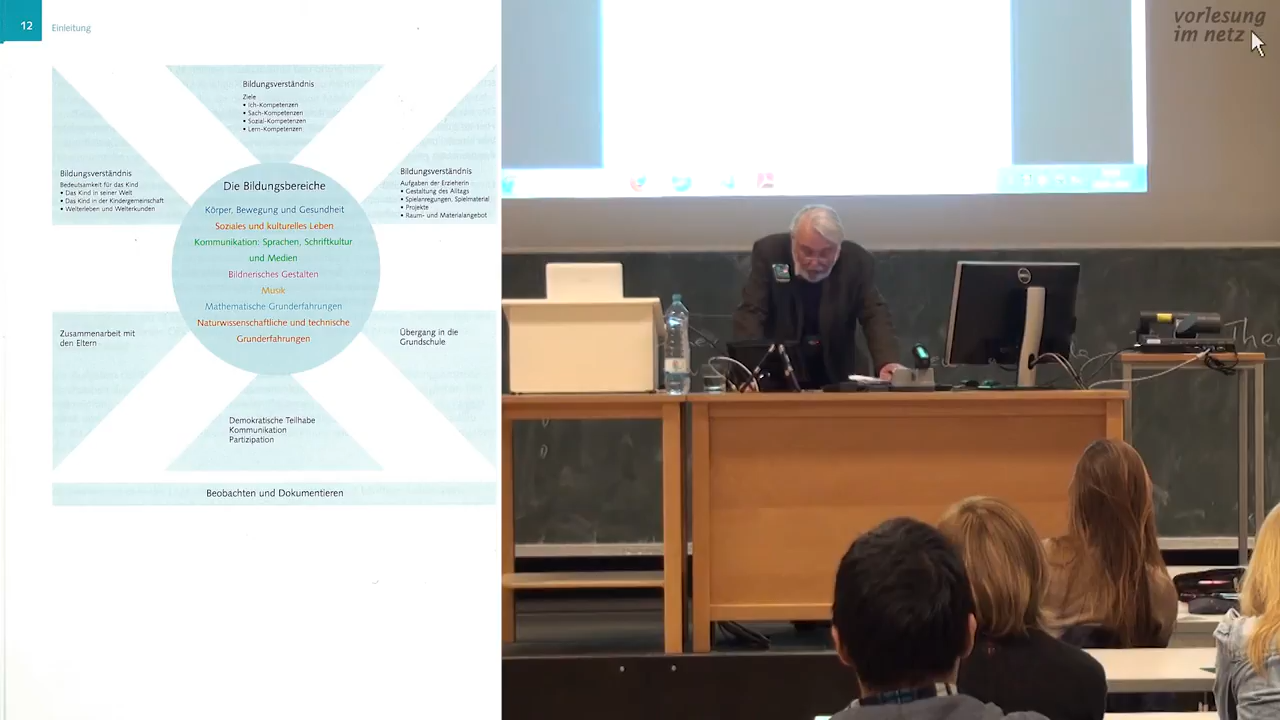 12
Einleitung
Bildungsverständnis
Ziele
• Ich-Kompetenzen
• Sach-Kompetenzen
• Sozial-Kompetenzen
• Lern-Kompetenzen
Bildungsverständnis
Bedeutsamkeit für das Kind
• Das Kind in seiner Welt
• Das Kind in der Kindergemeinschaft
• Welterleben und Welterkunden
Bildungsverständnis
Aufgaben der Erzieherin
• Gestaltung des Alltags
• Spielanregungen, Spielmaterial
• Projekte
• Raum- und Materialangebot
Die Bildungsbereiche
Körper, Bewegung und Gesundheit
Soziales und kulturelles Leben
Kommunikation: Sprachen, Schriftkultur
und Medien
Bildnerisches Gestalten
Musik
Mathematische Grunderfahrungen
Naturwissenschaftliche und technische
Grunderfahrungen
Zusammenarbeit mit
den Eltern
Übergang in die
Grundschule
Demokratische Teilhabe
Kommunikation
Partizipation
Beobachten und Dokumentieren
vorlesung
im netz
DELL